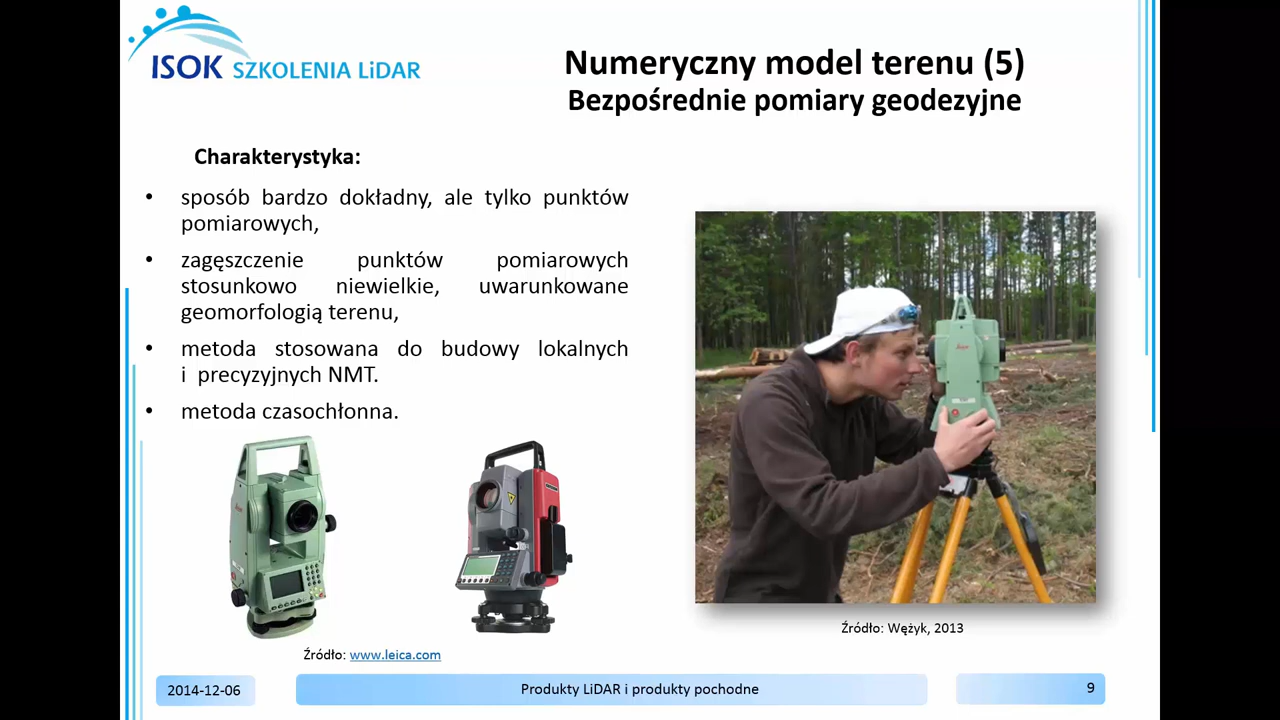 ISOK SZKOLENIA LiDAR
Numeryczny model terenu (5)
Bezpośrednie pomiary geodezyjne
Charakterystyka:
• sposób bardzo dokładny, ale tylko punktów
pomiarowych,
• zagęszczenie punktów pomiarowych
stosunkowo niewielkie, uwarunkowane
geomorfologią terenu,
• metoda stosowana do budowy lokalnych
i precyzyjnych NMT.
• metoda czasochłonna.
Źródło: Wężyk, 2013
Źródło: www.leica.com
2014-12-06
Produkty LiDAR i produkty pochodne
9